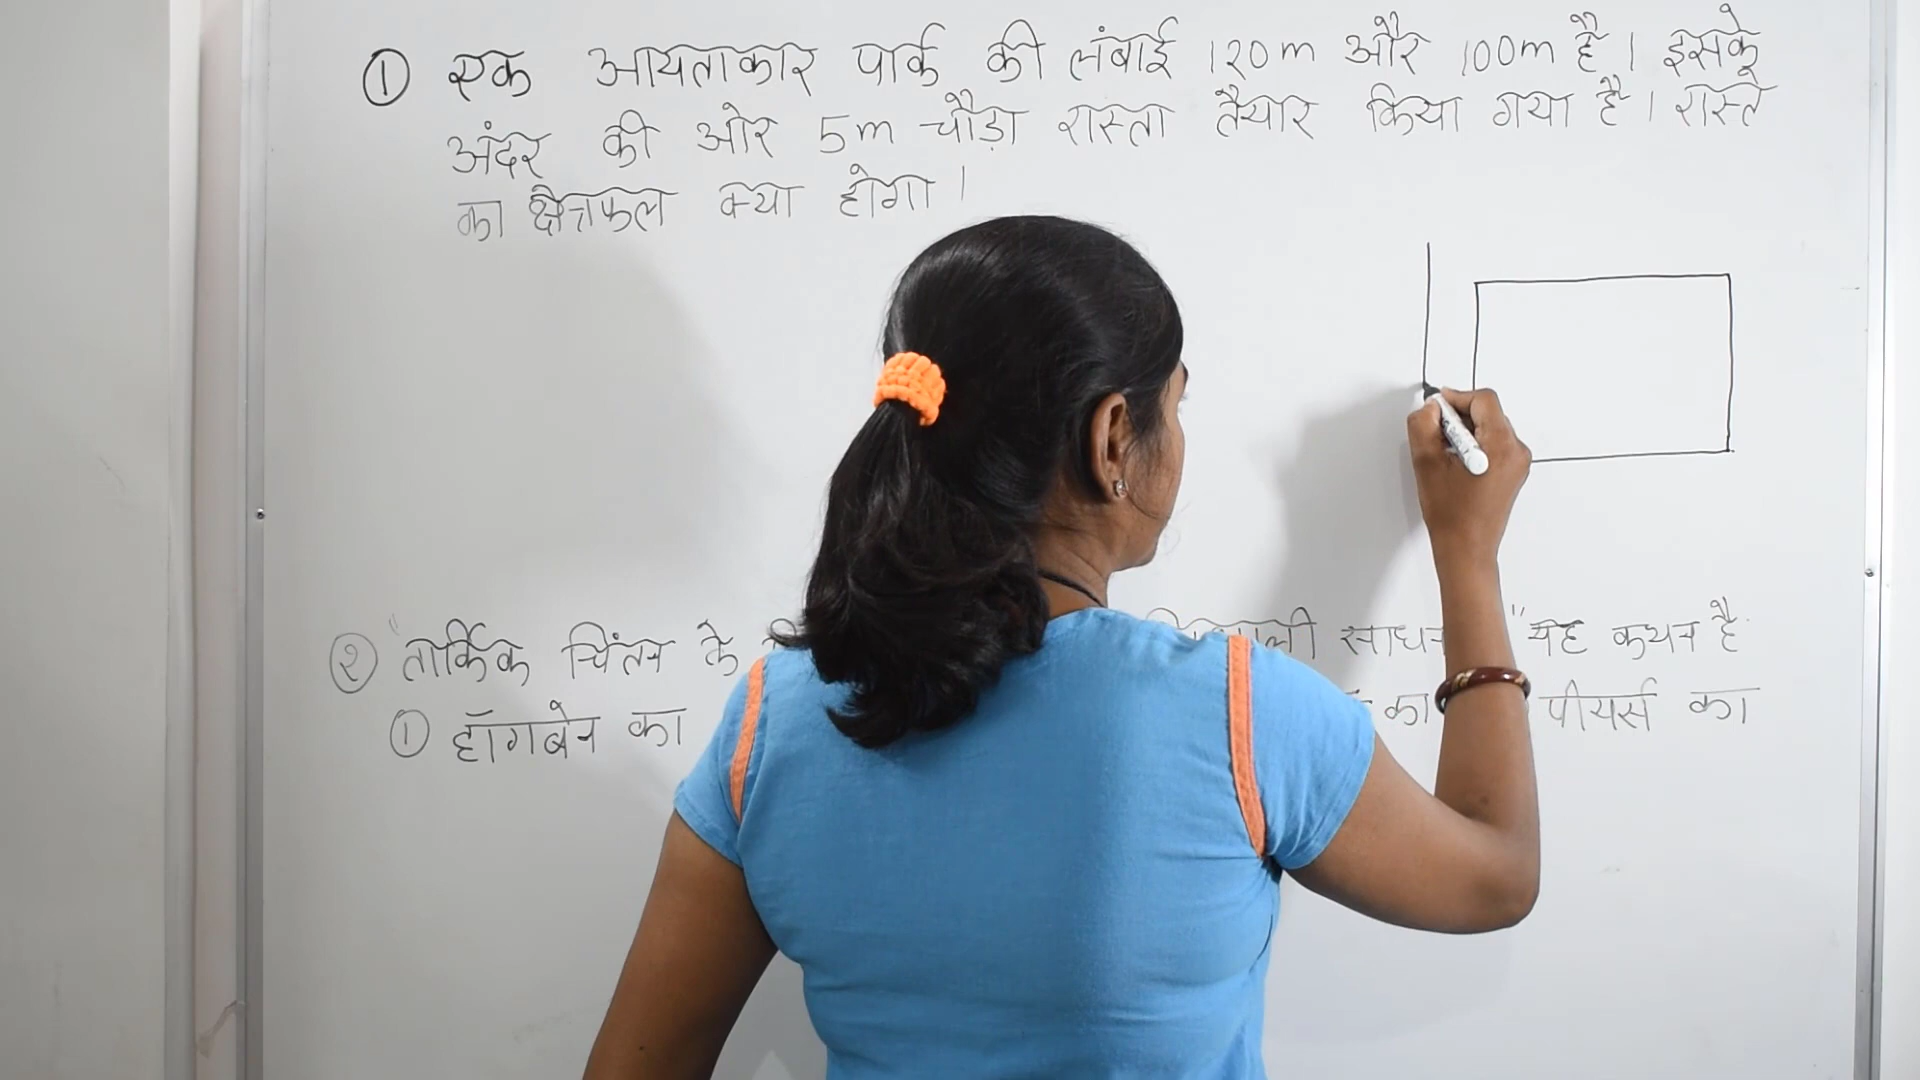 ① एक आयताकार पार्क की लंबाई 120m और 100m है । इसके
अंदर की ओर 5m चौड़ा रास्ता तैयार किया गया है । रास्ते
का क्षेत्रफल क्या होगा ।
② "तार्किक चिंतन के साधन " यह कथन है
① हॉगबेन का का पीयर्स का